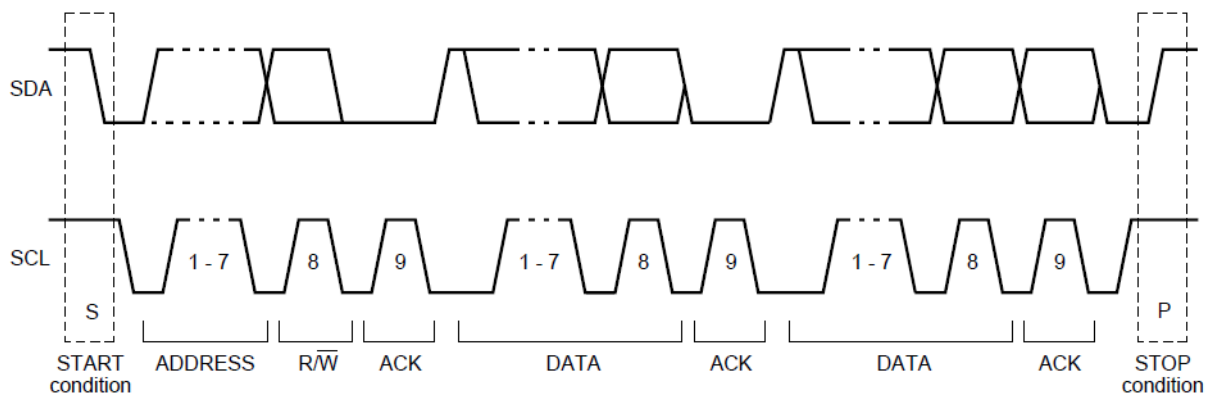 SDA
SCL
1 - 7 8 9 1 - 7 8 9 1 - 7 8 9
S P
START ADDRESS R/W̅ ACK DATA ACK DATA ACK STOP
condition condition